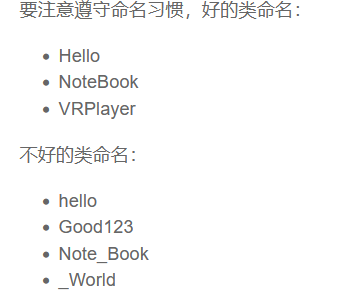 要注意遵守命名习惯，好的类命名：
Hello
NoteBook
VRPlayer
不好的类命名：
hello
Good123
Note_Book
_World